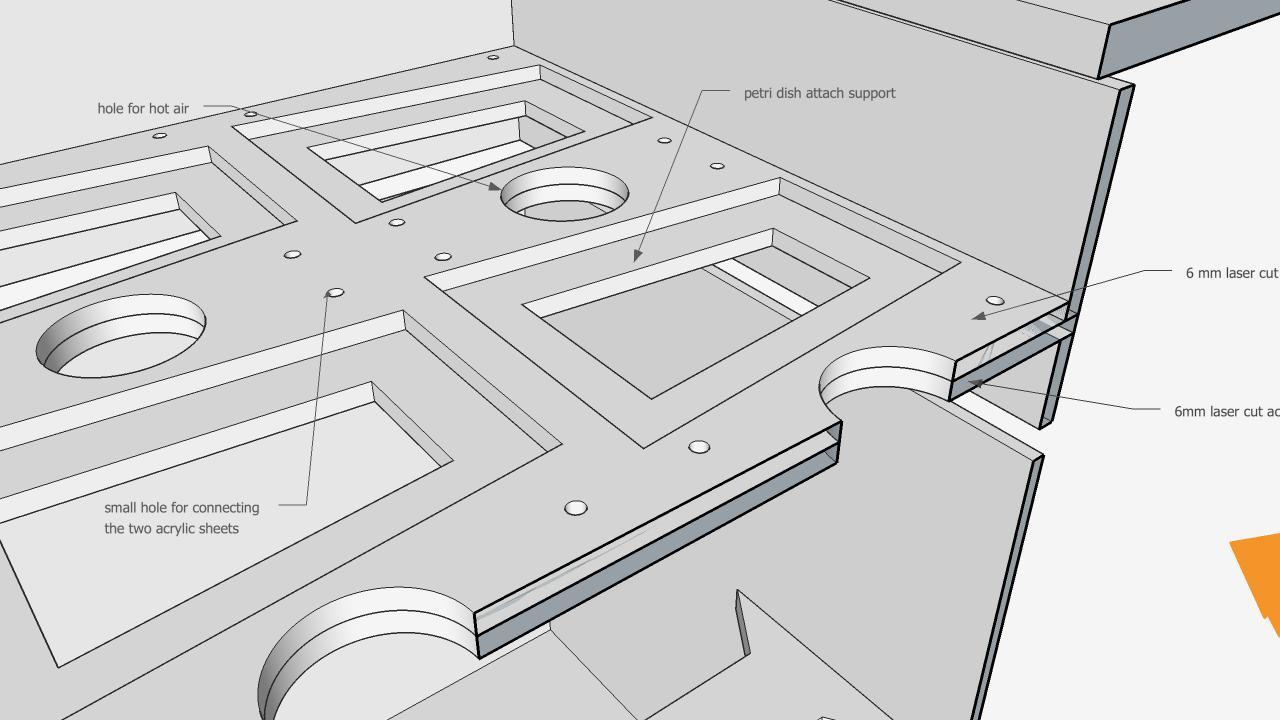 petri dish attach support
hole for hot air
6 mm laser cut
6mm laser cut
small hole for connecting
the two acrylic sheets